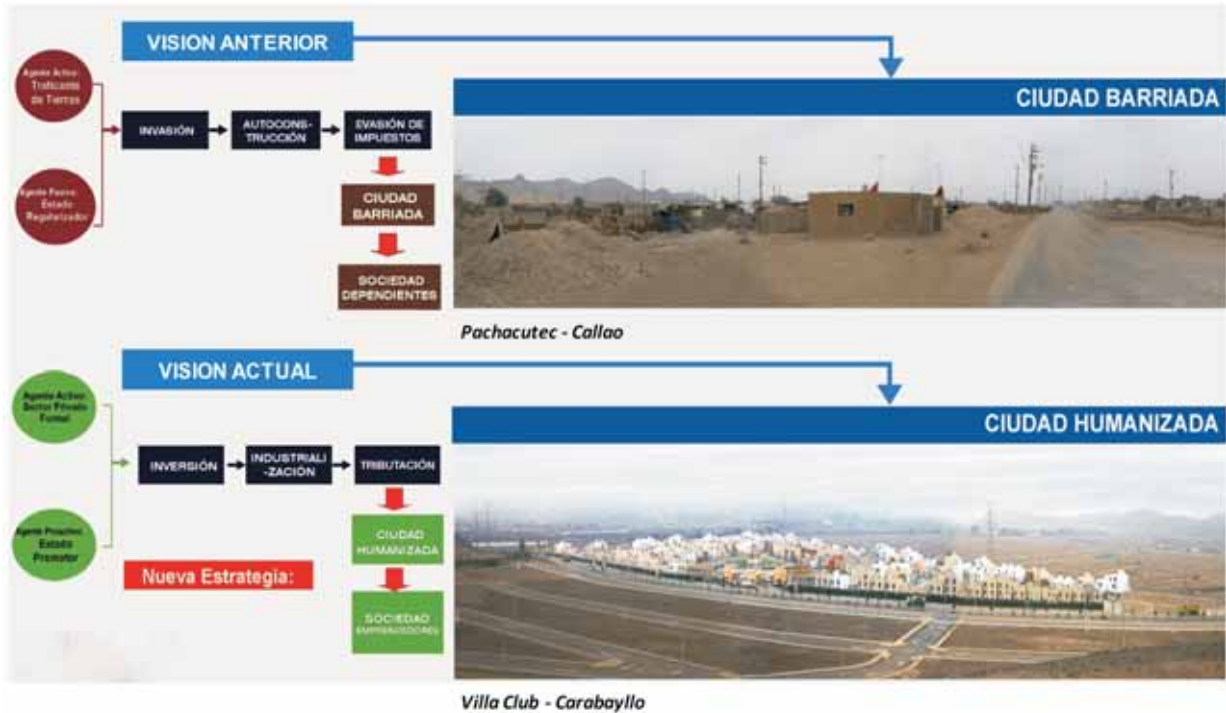 VISION ANTERIOR
CIUDAD BARRIADA
Agente Activo:
Traficante
de Tierras
INVASIÓN
AUTOCONS-
TRUCCIÓN
EVASIÓN DE
IMPUESTOS
Agente Pasivo:
Estado
Regularizador
CIUDAD
BARRIADA
SOCIEDAD
DEPENDIENTES
Pachacutec - Callao
VISION ACTUAL
CIUDAD HUMANIZADA
Agente Activo:
Sector Privado
Formal
INVERSIÓN
INDUSTRIALI
-ZACIÓN
TRIBUTACIÓN
Agente Proactivo:
Estado
Promotor
CIUDAD
HUMANIZADA
Nueva Estrategia:
SOCIEDAD
EMPRENDEDORES
Villa Club - Carabayllo